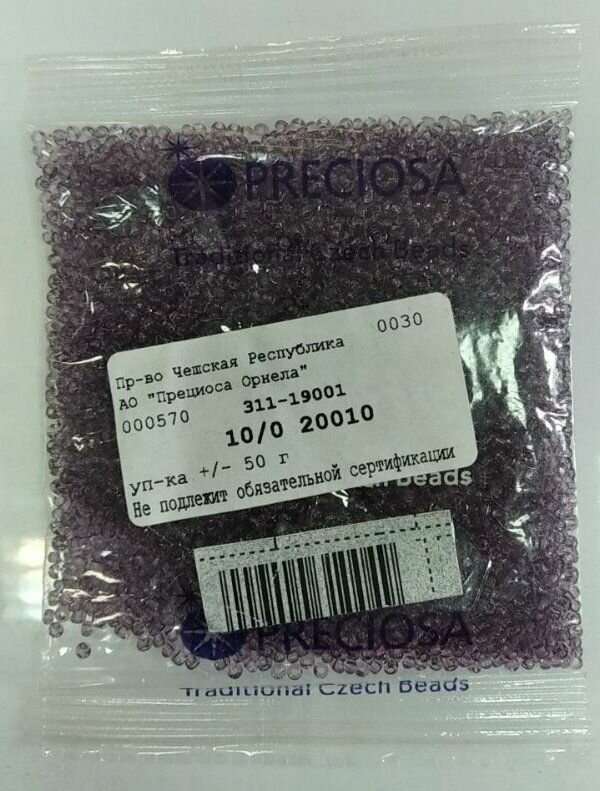 PRECIOSA
Traditional Czech Beads
0030
Пр-во Чешская Республика
АО "Прециоса Орнела"
000570 311-19001
10/0 20010
уп-ка +/- 50 г
Не подлежит обязательной сертификации
Beads
PRECIOSA
Traditional Czech Beads